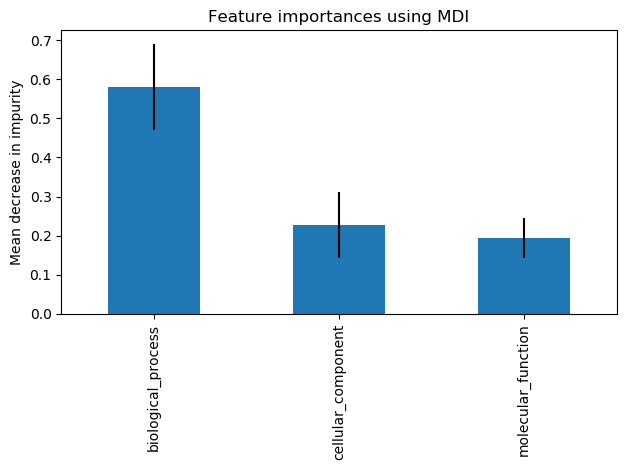 Feature importances using MDI
Mean decrease in impurity
0.7
0.6
0.5
0.4
0.3
0.2
0.1
0.0
biological_process
cellular_component
molecular_function